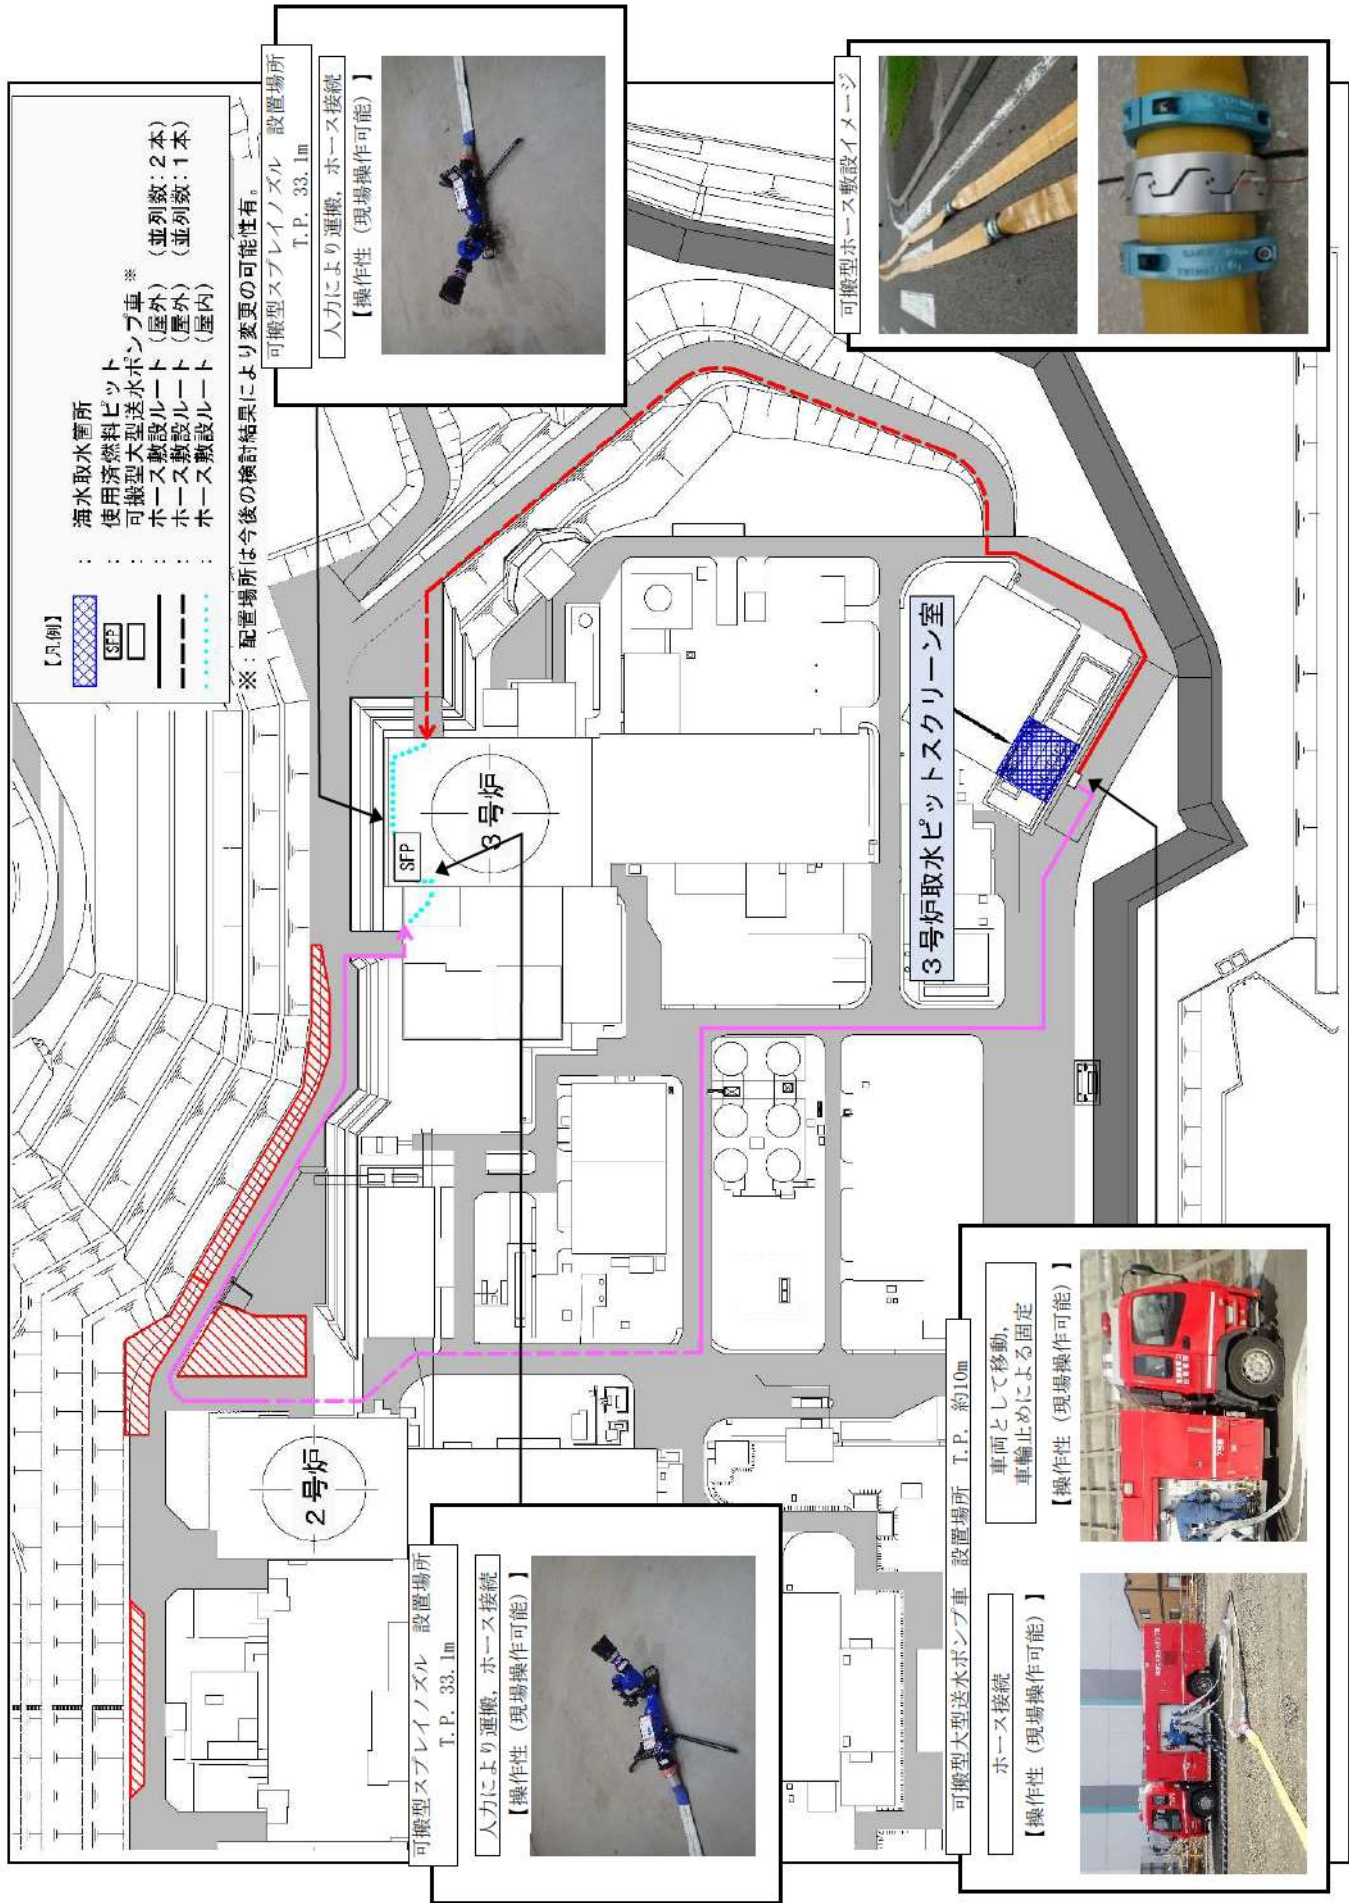 【凡例】
： 海水取水箇所
SFP ： 使用済燃料ピット
： 可搬型大型送水ポンプ車 ※
： ホース敷設ルート（屋外）（並列数：２本）
： ホース敷設ルート（屋外）（並列数：１本）
： ホース敷設ルート（屋内）
※：配置場所は今後の検討結果により変更の可能性有。
可搬型スプレイノズル 設置場所
T.P. 33.1m
人力により運搬，ホース接続
【操作性（現場操作可能）】
可搬型ホース敷設イメージ
SFP
３号炉
３号炉取水ピットスクリーン室
２号炉
可搬型スプレイノズル 設置場所
T.P. 33.1m
人力により運搬，ホース接続
【操作性（現場操作可能）】
可搬型大型送水ポンプ車 設置場所 T.P. 約10m
ホース接続
【操作性（現場操作可能）】
車両として移動，
車輪止めによる固定
【操作性（現場操作可能）】